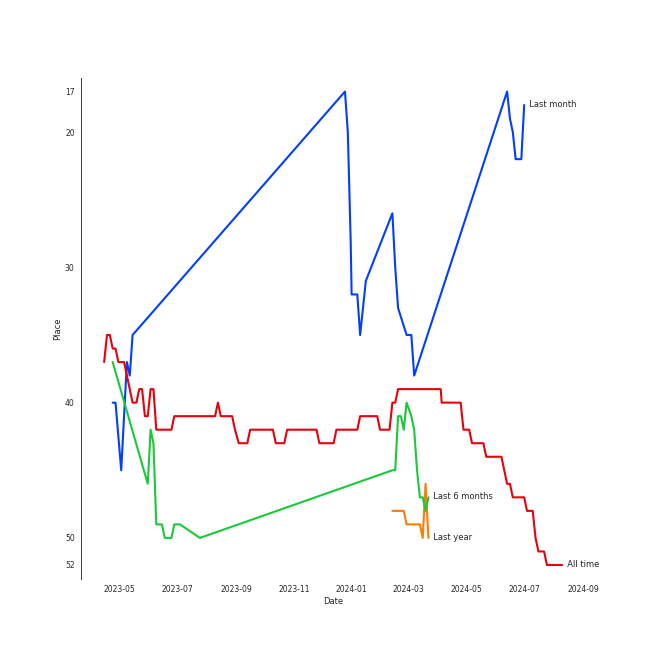 17
20
30
40
50
52
Place
Last month
Last 6 months
Last year
All time
2023-05
2023-07
2023-09
2023-11
2024-01
2024-03
2024-05
2024-07
2024-09
Date